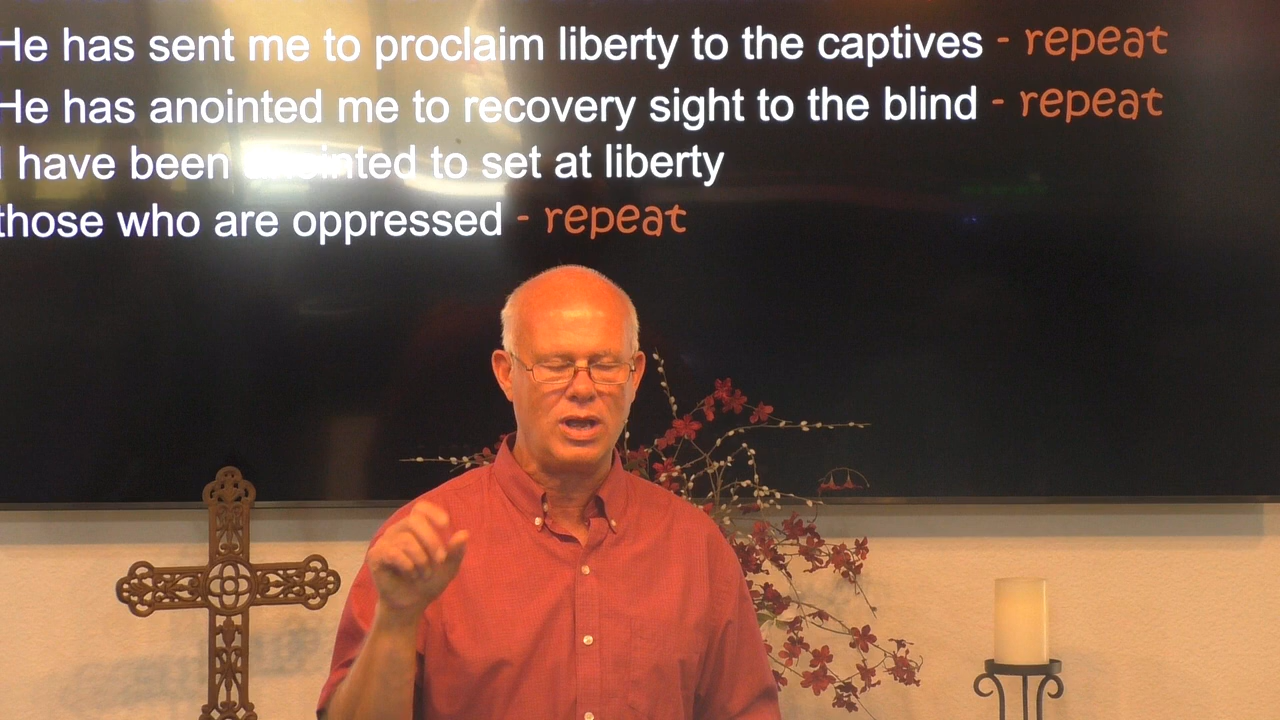 He has sent me to proclaim liberty to the captives - repeat
He has anointed me to recovery sight to the blind - repeat
I have been anointed to set at liberty
those who are oppressed - repeat